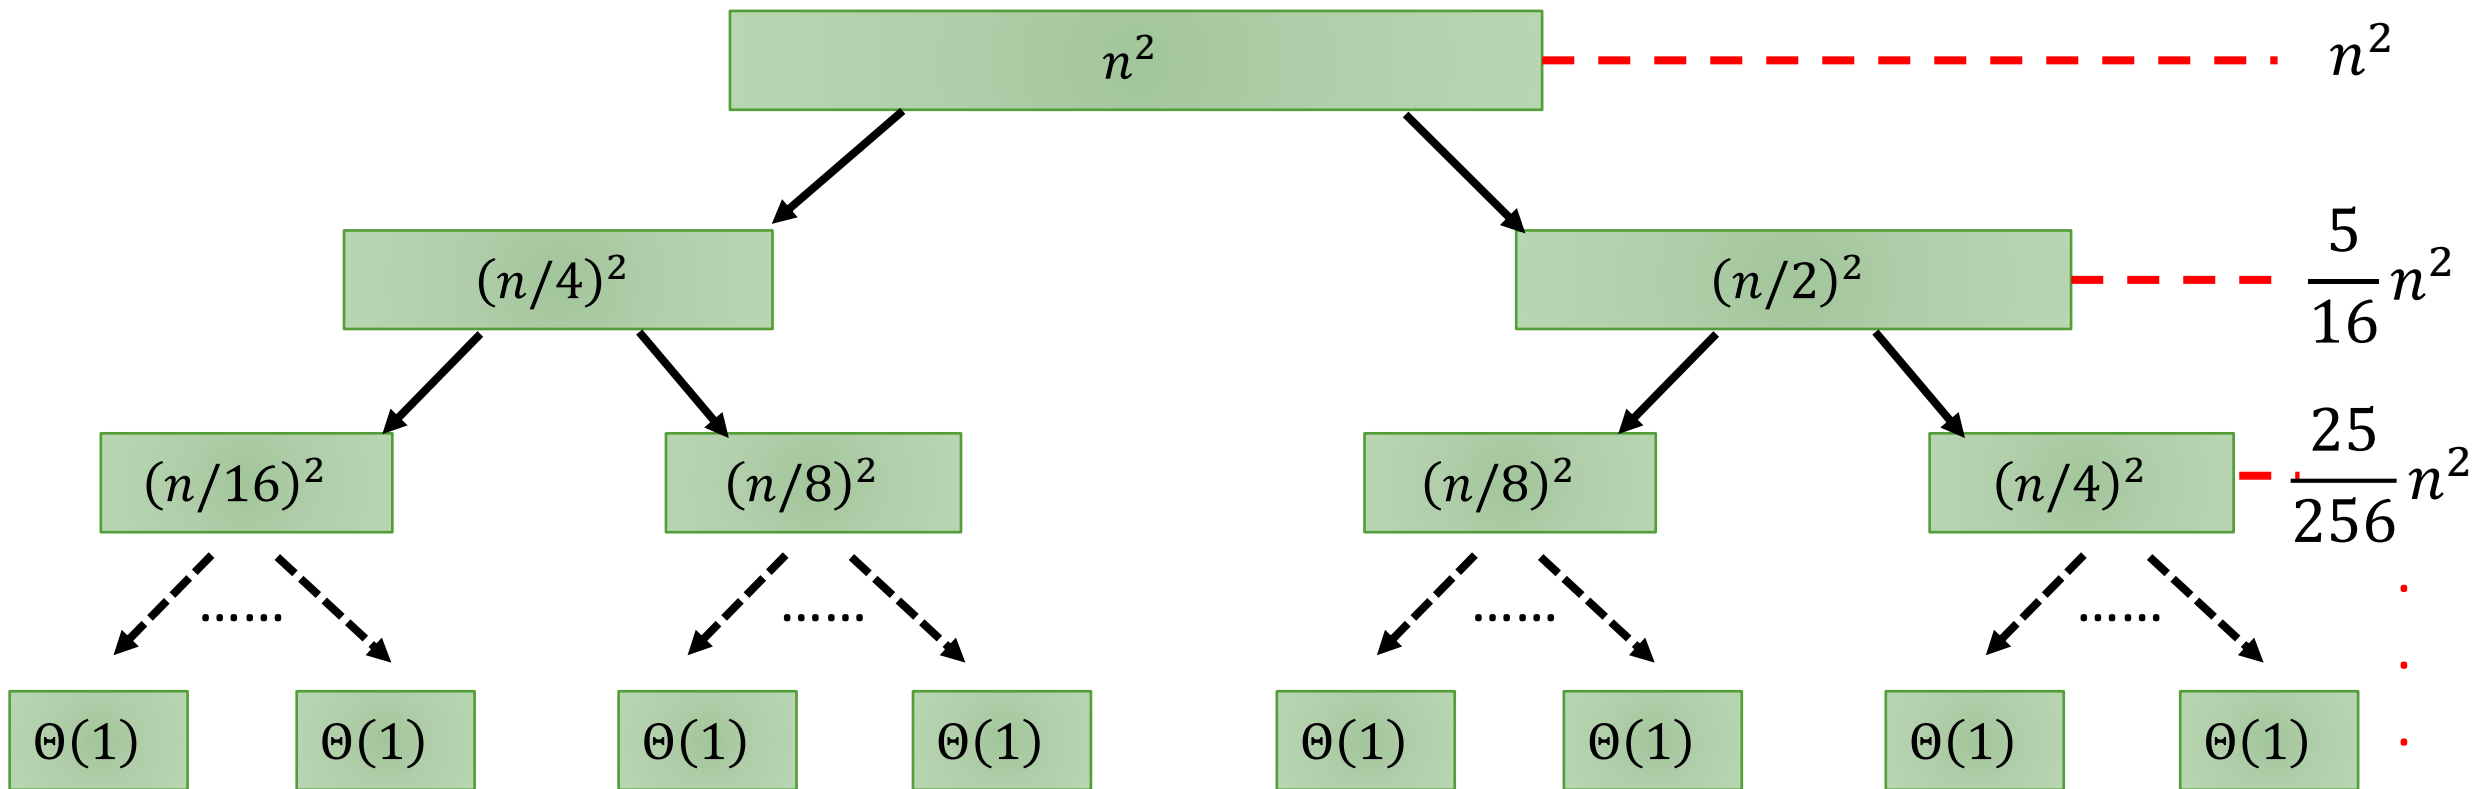 n² n²
(n/4)² (n/2)² 5/16 n²
(n/16)² (n/8)² (n/8)² (n/4)² 25/256 n²
…… …… …… ……
Θ(1) Θ(1) Θ(1) Θ(1) Θ(1) Θ(1) Θ(1) Θ(1)